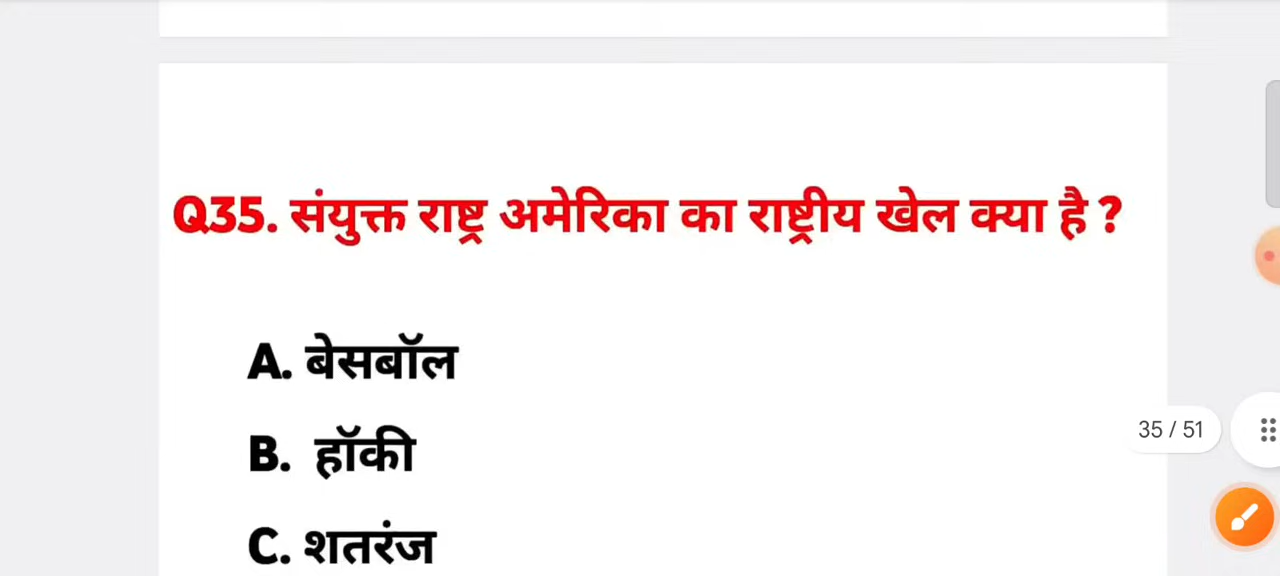 Q35. संयुक्त राष्ट्र अमेरिका का राष्ट्रीय खेल क्या है ?
A. बेसबॉल
B. हॉकी
35 / 51
C. शतरंज